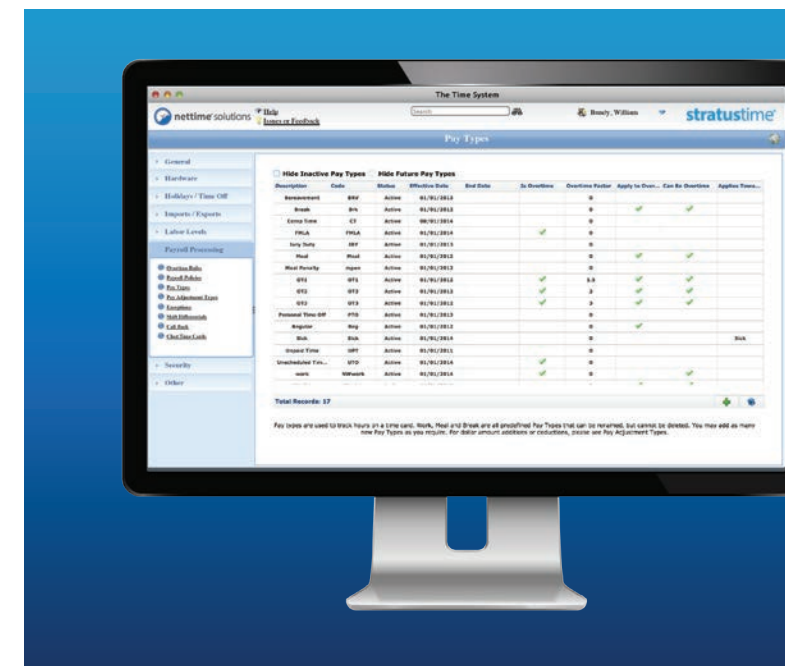 The Time System
nettime solutions
Help
Issues or Feedback
Search
Bundy, William
stratustime
Pay Types
General
Hardware
Holidays / Time Off
Imports / Exports
Labor Levels
Payroll Processing
Overtime Rules
Payroll Policies
Pay Types
Pay Adjustment Types
Exceptions
Shift Differentials
Call Back
Client Time Cards
Security
Other
Hide Inactive Pay Types Hide Future Pay Types
Description Code Status Effective Date End Date Is Overtime Overtime Factor Apply to Over... Can Be Overtime Applies Towa...
Bereavement BRV Active 01/01/2013 0
Break Brk Active 01/01/2012 0
Comp Time CT Active 0
FMLA FMLA Active 01/01/2014 0
Jury Duty Active 01/01/2013 0
Meal Meal Active 01/01/2012 0
Meal Penalty Active 01/01/2012 0
OT1 OT1 Active 01/01/2012 1.5
OT2 OT2 Active 01/01/2012
OT3 OT3 Active 01/01/2012
Personal Time Off PTO Active 01/01/2013 0
Regular Reg Active 01/01/2012 0
Sick Sick Active 01/01/2014 0 Sick
Unpaid Time UPT Active 01/01/2011 0
Unscheduled Tim... UTO Active 01/01/2014 0
work Active 01/01/2014 0
Total Records: 17
Pay types are used to track hours on a time card. Work, Meal and Break are all predefined Pay Types that can be renamed, but cannot be deleted. You may add as many
new Pay Types as you require. For dollar amount additions or deductions, please see Pay Adjustment Types.